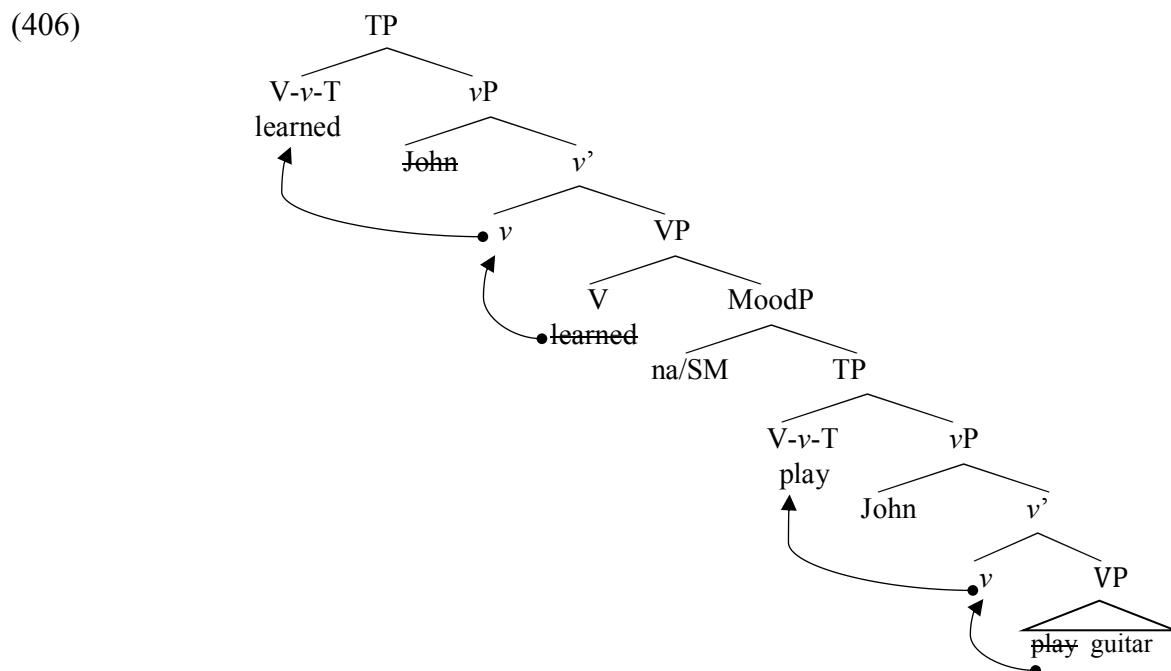 (406)
TP
V-v-T vP
learned
John v’
v VP
V MoodP
learned
na/SM TP
V-v-T vP
play
John v’
v VP
play guitar